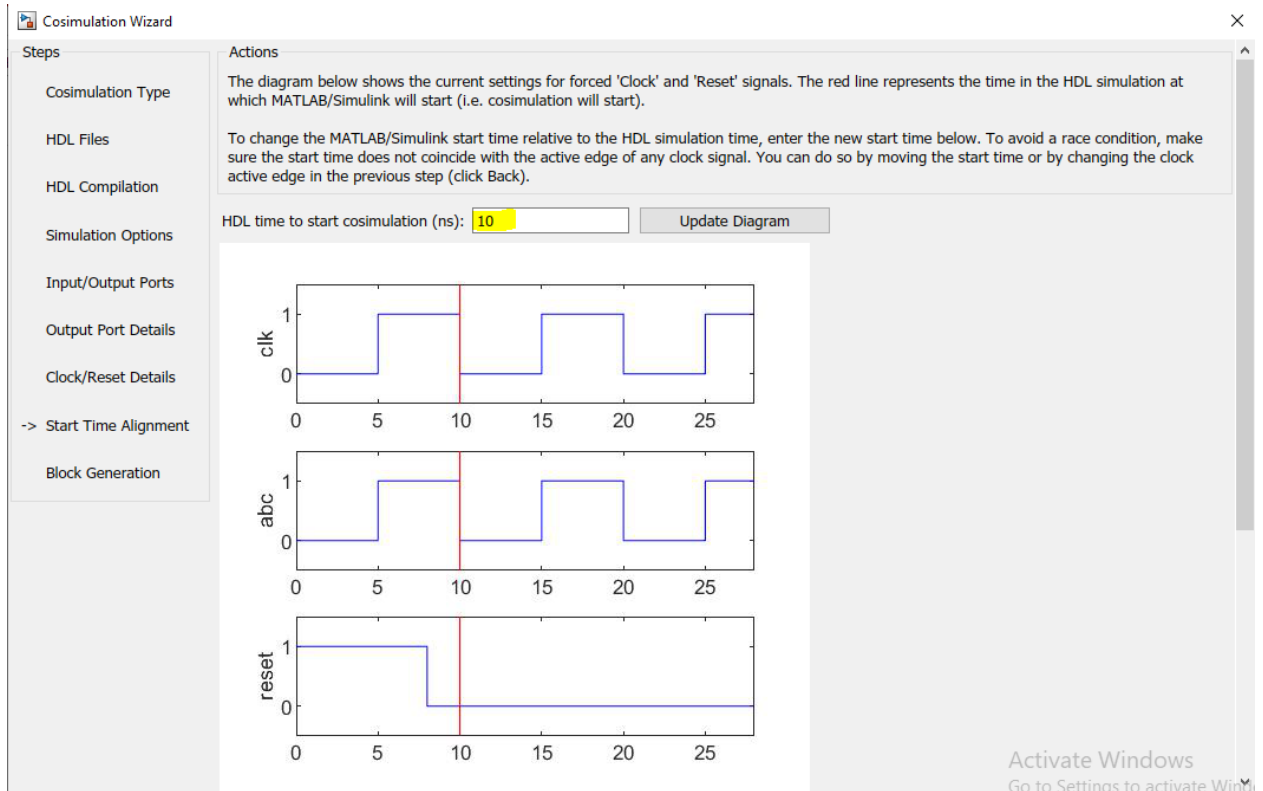 Cosimulation Wizard
Steps
Cosimulation Type
HDL Files
HDL Compilation
Simulation Options
Input/Output Ports
Output Port Details
Clock/Reset Details
-> Start Time Alignment
Block Generation
Actions
The diagram below shows the current settings for forced 'Clock' and 'Reset' signals. The red line represents the time in the HDL simulation at
which MATLAB/Simulink will start (i.e. cosimulation will start).
To change the MATLAB/Simulink start time relative to the HDL simulation time, enter the new start time below. To avoid a race condition, make
sure the start time does not coincide with the active edge of any clock signal. You can do so by moving the start time or by changing the clock
active edge in the previous step (click Back).
HDL time to start cosimulation (ns): 10 Update Diagram
clk
1
0
0 5 10 15 20 25
abc
1
0
0 5 10 15 20 25
reset
1
0
0 5 10 15 20 25
Activate Windows
Go to Settings to activate